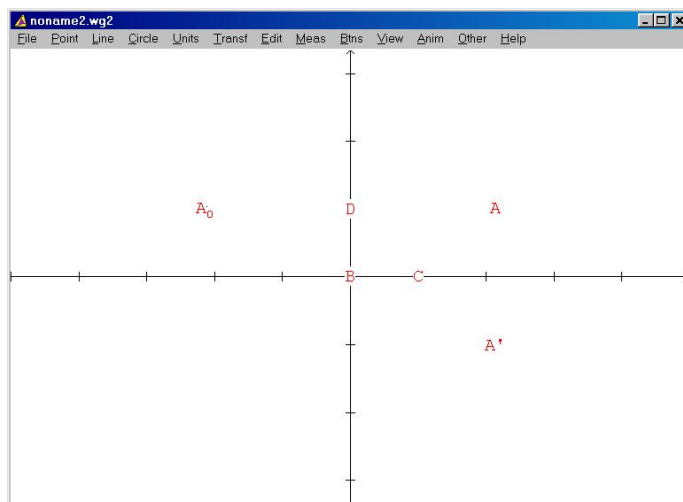 noname2.wg2
File Point Line Circle Units Transf Edit Meas Btns View Anim Other Help
A₀ D A
B C
A'